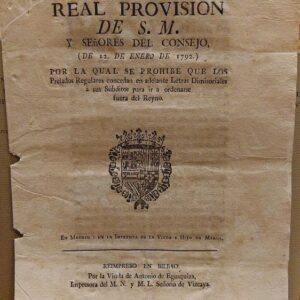 REAL PROVISION
DE S. M.
Y SEÑORES DEL CONSEJO,
(DE 12. DE ENERO DE 1792.)
POR LA QUAL SE PROHIBE QUE LOS
Prelados Regulares concedan en adelante Letras Dimisoriales
á sus Subditos para ir á ordenarse
fuera del Reyno.
EN MADRID: EN LA IMPRENTA DE LA VIUDA É HIJO DE MARIN,
REIMPRESO EN BILBAO,
Por la Viuda de Antonio de Egusquiza,
Impresora del M. N. y M. L. Señorío de Vizcaya.